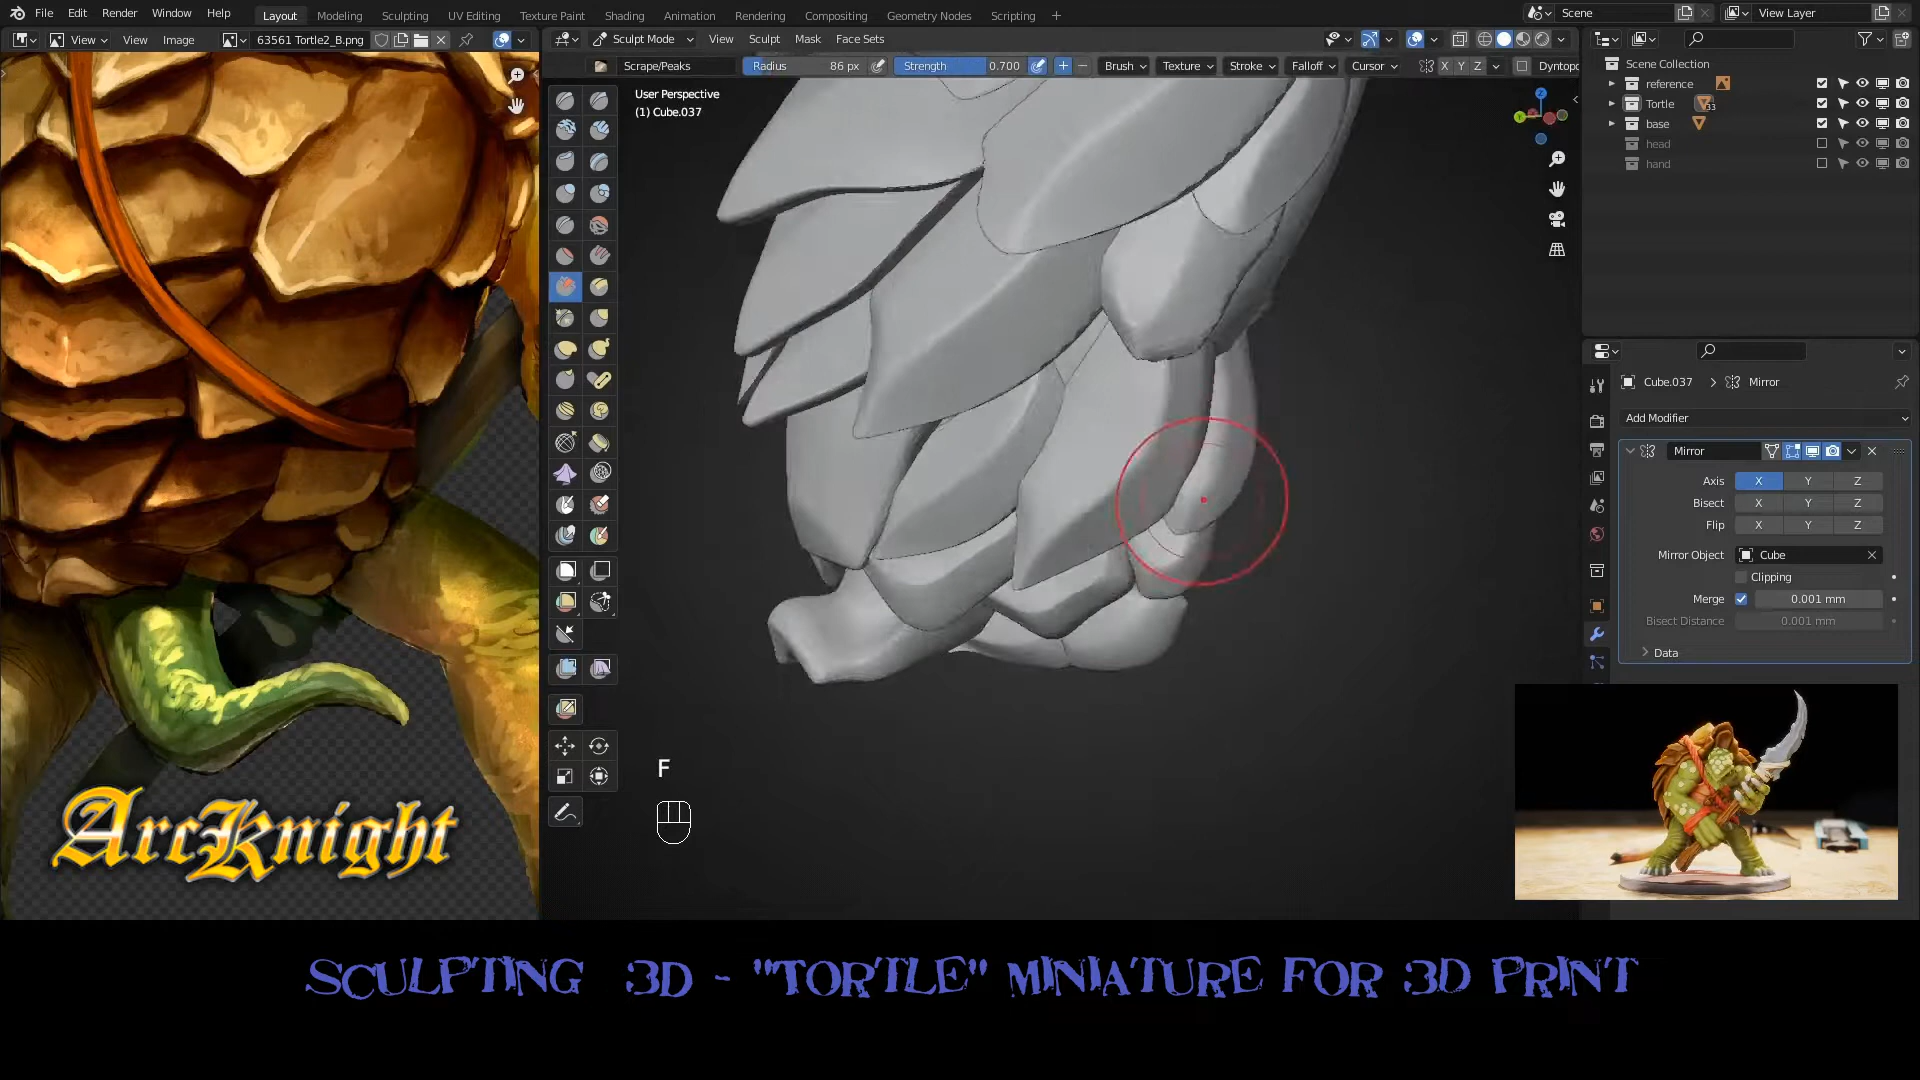 File Edit Render Window Help
Layout Modeling Sculpting UV Editing Texture Paint Shading Animation Rendering Compositing Geometry Nodes Scripting +
Scene
View Layer
View View Image 63561 Tortle2_B.png
Sculpt Mode View Sculpt Mask Face Sets
Scrape/Peaks Radius 86 px Strength 0.700 Brush Texture Stroke Falloff Cursor X Y Z Dyntopo
User Perspective
(1) Cube.037
Scene Collection
reference
Tortle 33
base
head
hand
Cube.037 > Mirror
Add Modifier
Mirror
Axis X Y Z
Bisect X Y Z
Flip X Y Z
Mirror Object Cube
Clipping
Merge 0.001 mm
Bisect Distance 0.001 mm
Data
F
ArcKnight
SCULPTING 3D - "TORTLE" MINIATURE FOR 3D PRINT